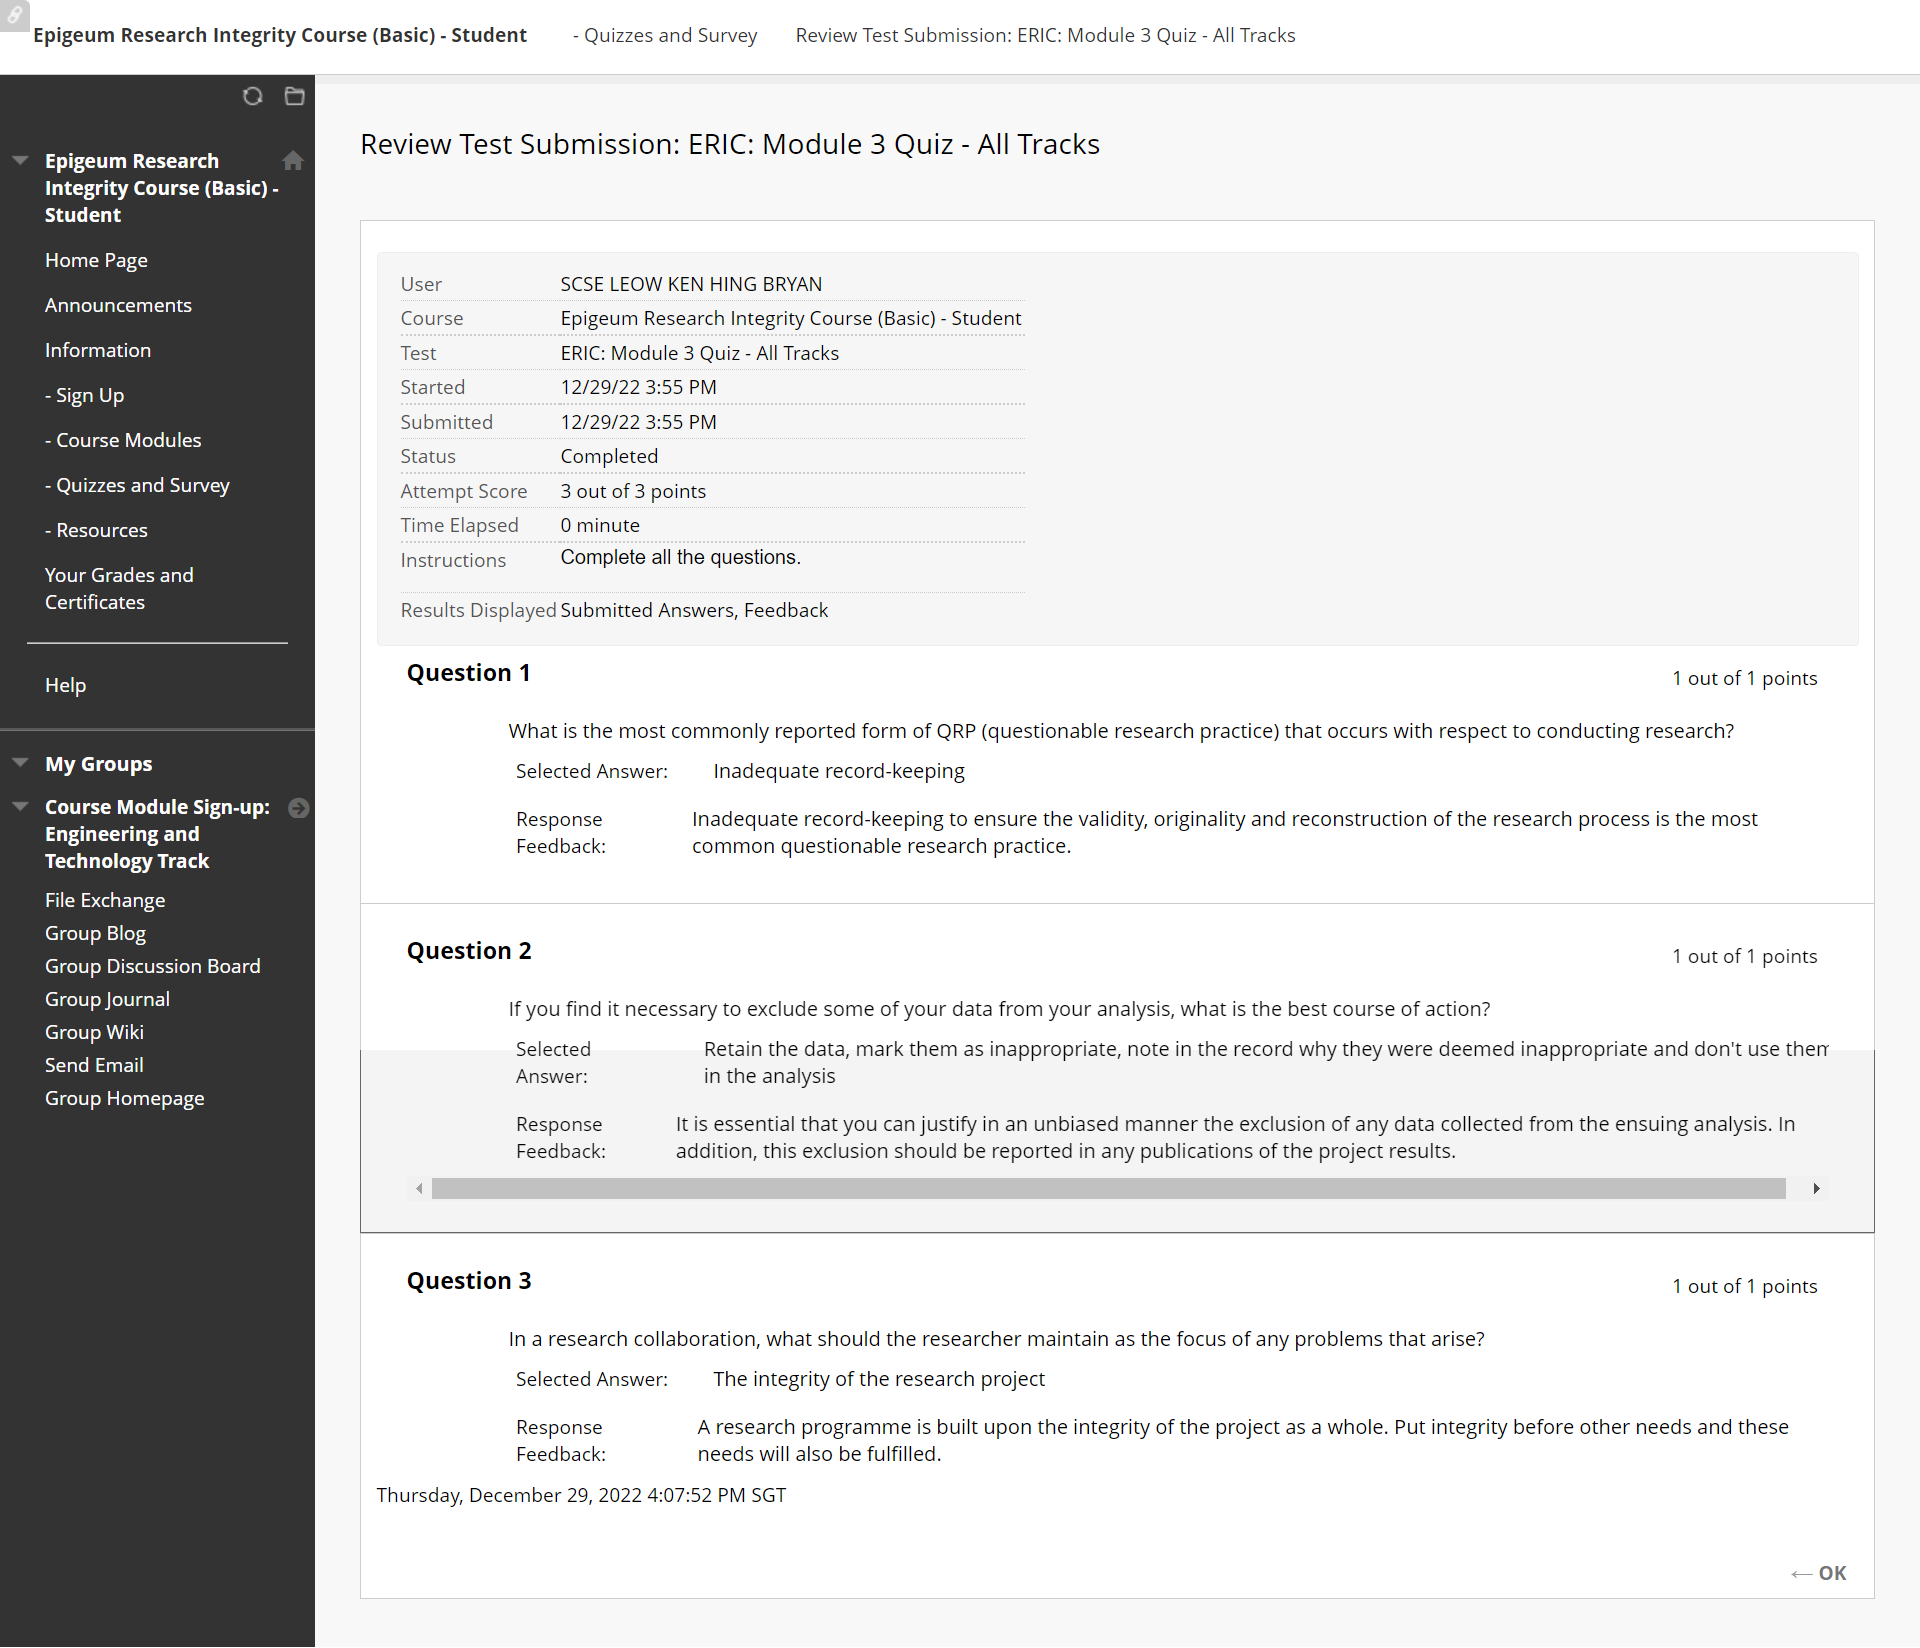 Epigeum Research Integrity Course (Basic) - Student - Quizzes and Survey Review Test Submission: ERIC: Module 3 Quiz - All Tracks
Epigeum Research
Integrity Course (Basic) -
Student
Home Page
Announcements
Information
- Sign Up
- Course Modules
- Quizzes and Survey
- Resources
Your Grades and
Certificates
Help
My Groups
Course Module Sign-up:
Engineering and
Technology Track
File Exchange
Group Blog
Group Discussion Board
Group Journal
Group Wiki
Send Email
Group Homepage
Review Test Submission: ERIC: Module 3 Quiz - All Tracks
User SCSE LEOW KEN HING BRYAN
Course Epigeum Research Integrity Course (Basic) - Student
Test ERIC: Module 3 Quiz - All Tracks
Started 12/29/22 3:55 PM
Submitted 12/29/22 3:55 PM
Status Completed
Attempt Score 3 out of 3 points
Time Elapsed 0 minute
Instructions Complete all the questions.
Results Displayed Submitted Answers, Feedback
Question 1 1 out of 1 points
What is the most commonly reported form of QRP (questionable research practice) that occurs with respect to conducting research?
Selected Answer: Inadequate record-keeping
Response Inadequate record-keeping to ensure the validity, originality and reconstruction of the research process is the most
Feedback: common questionable research practice.
Question 2 1 out of 1 points
If you find it necessary to exclude some of your data from your analysis, what is the best course of action?
Selected Retain the data, mark them as inappropriate, note in the record why they were deemed inappropriate and don't use them
Answer: in the analysis
Response It is essential that you can justify in an unbiased manner the exclusion of any data collected from the ensuing analysis. In
Feedback: addition, this exclusion should be reported in any publications of the project results.
Question 3 1 out of 1 points
In a research collaboration, what should the researcher maintain as the focus of any problems that arise?
Selected Answer: The integrity of the research project
Response A research programme is built upon the integrity of the project as a whole. Put integrity before other needs and these
Feedback: needs will also be fulfilled.
Thursday, December 29, 2022 4:07:52 PM SGT
← OK